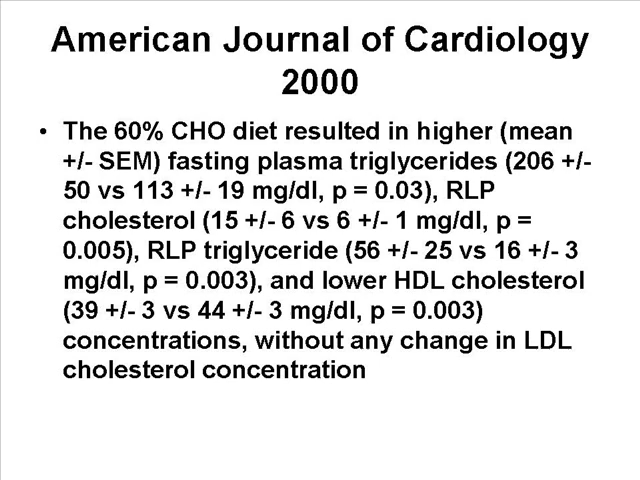 American Journal of Cardiology
2000
• The 60% CHO diet resulted in higher (mean
+/- SEM) fasting plasma triglycerides (206 +/-
50 vs 113 +/- 19 mg/dl, p = 0.03), RLP
cholesterol (15 +/- 6 vs 6 +/- 1 mg/dl, p =
0.005), RLP triglyceride (56 +/- 25 vs 16 +/- 3
mg/dl, p = 0.003), and lower HDL cholesterol
(39 +/- 3 vs 44 +/- 3 mg/dl, p = 0.003)
concentrations, without any change in LDL
cholesterol concentration